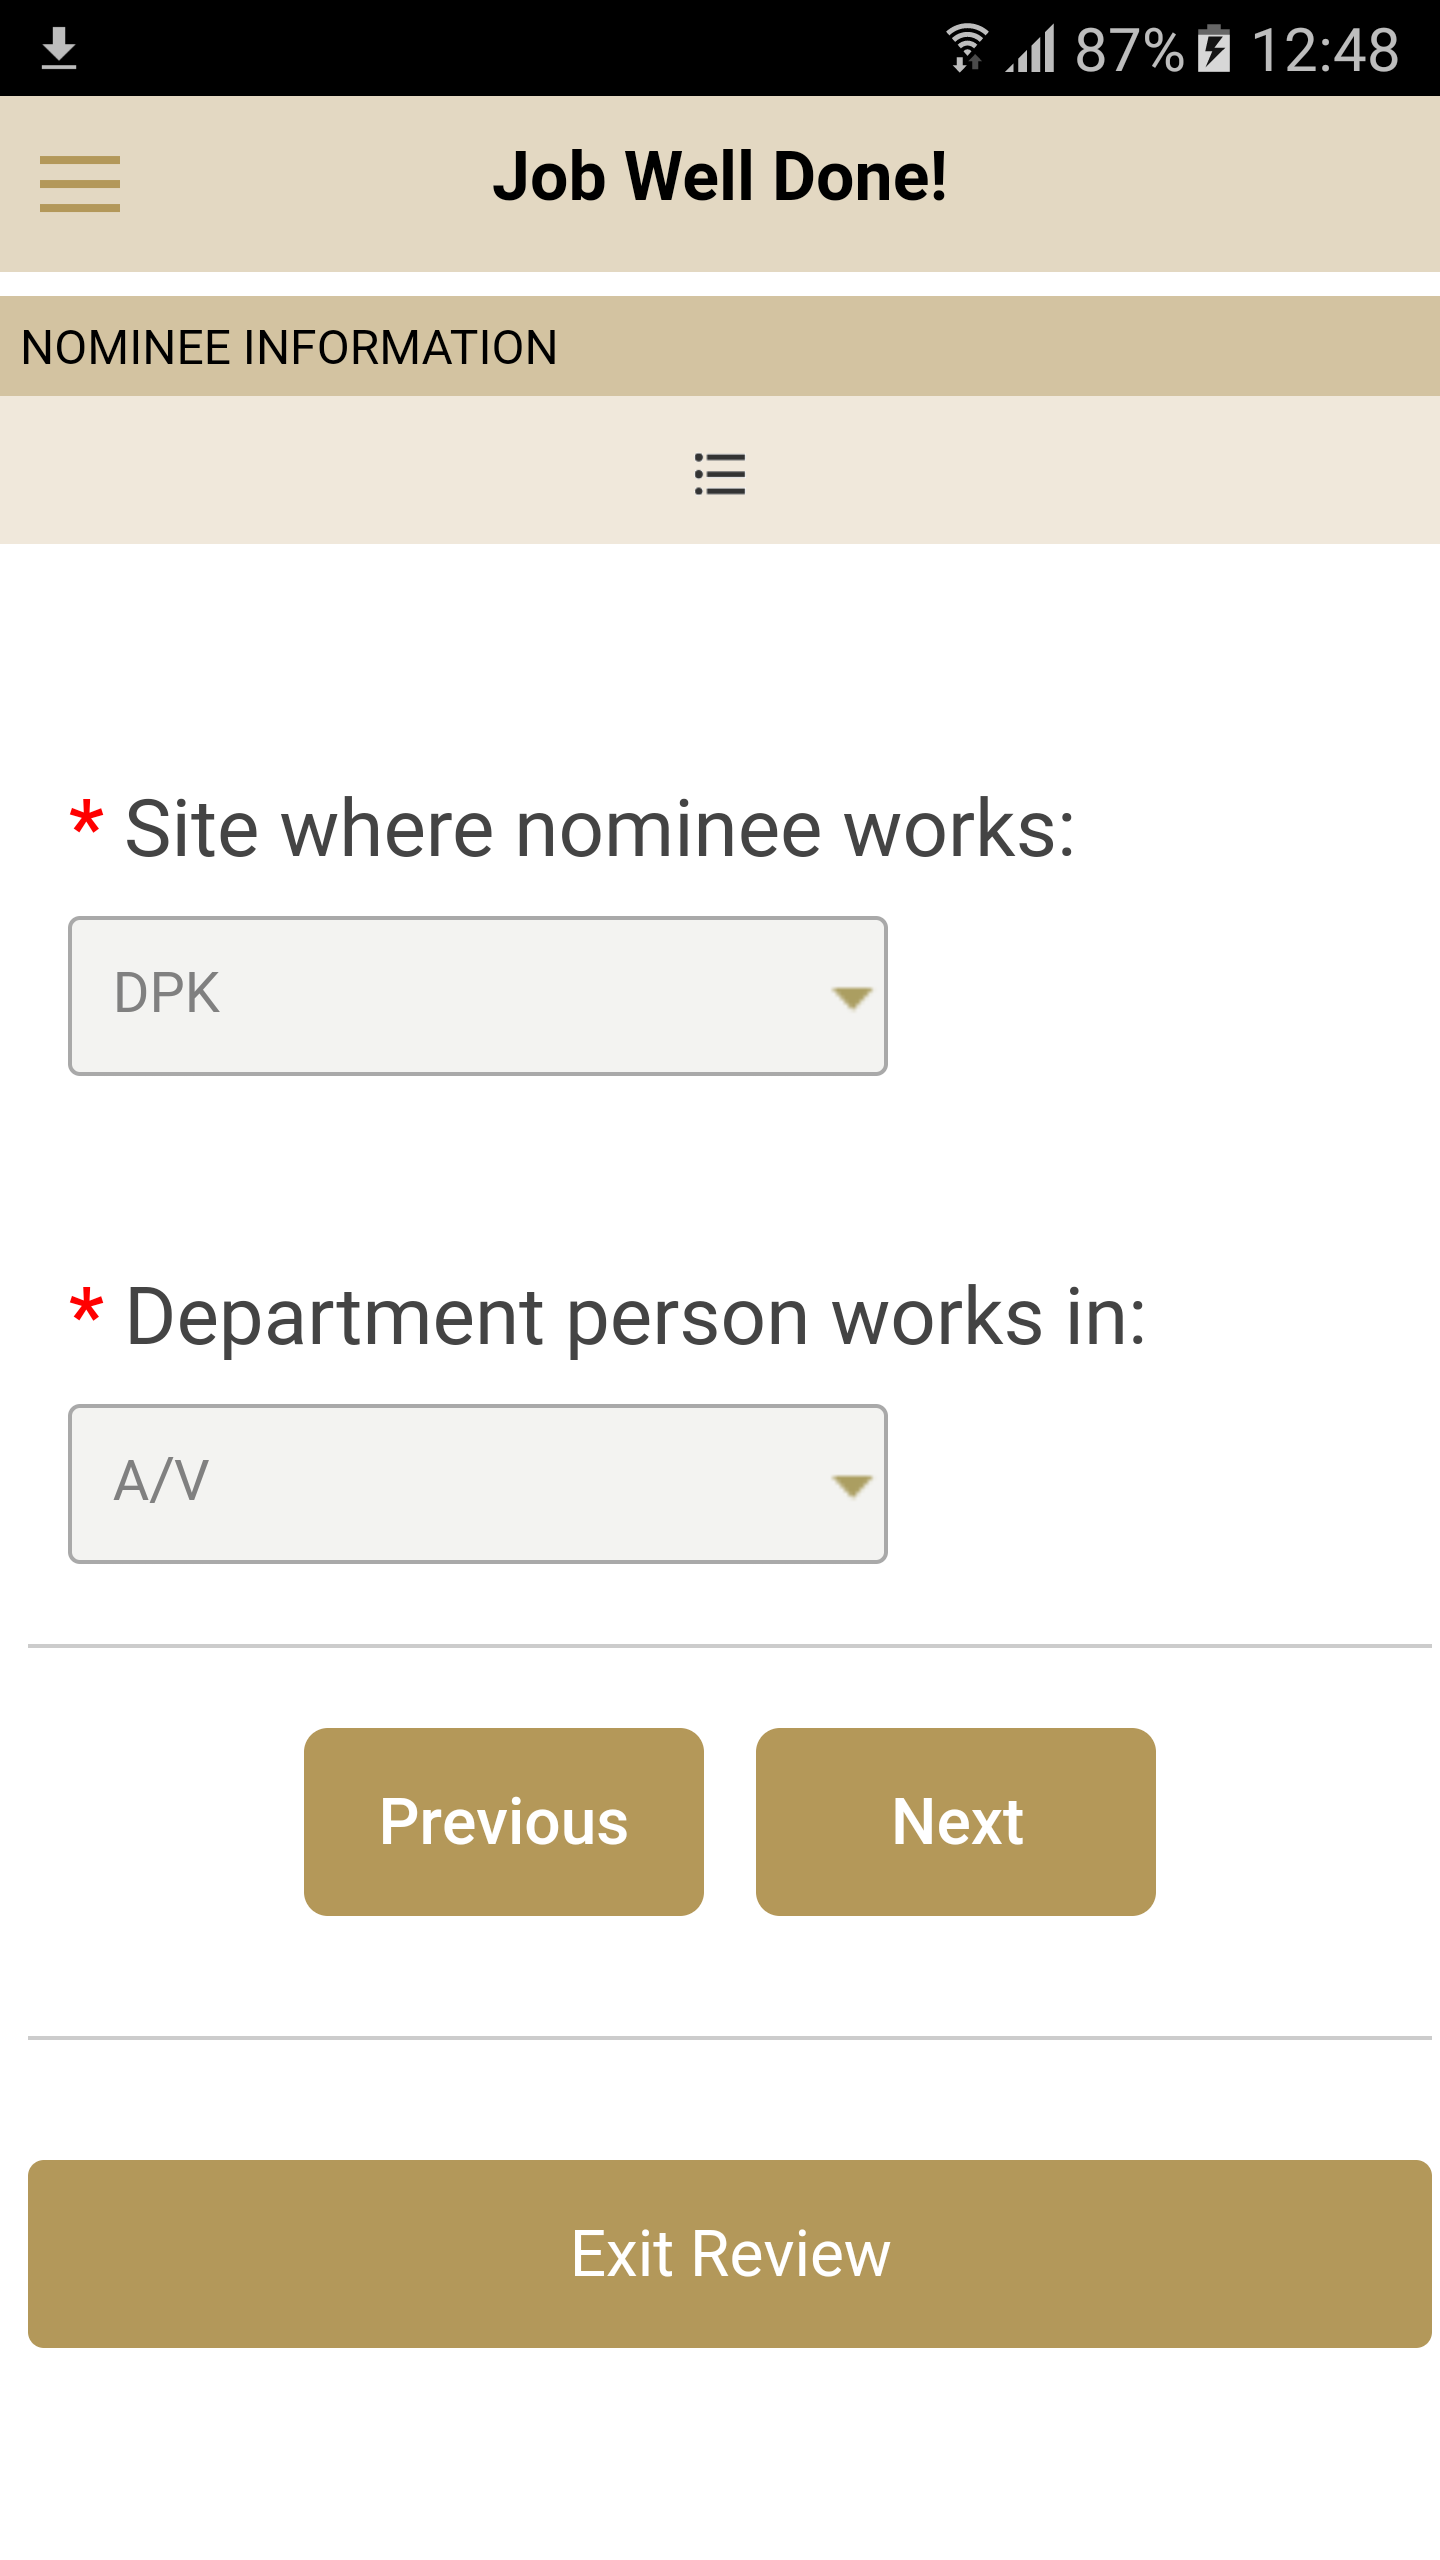 87% 12:48
Job Well Done!
NOMINEE INFORMATION
* Site where nominee works:
DPK
* Department person works in:
A/V
Previous Next
Exit Review